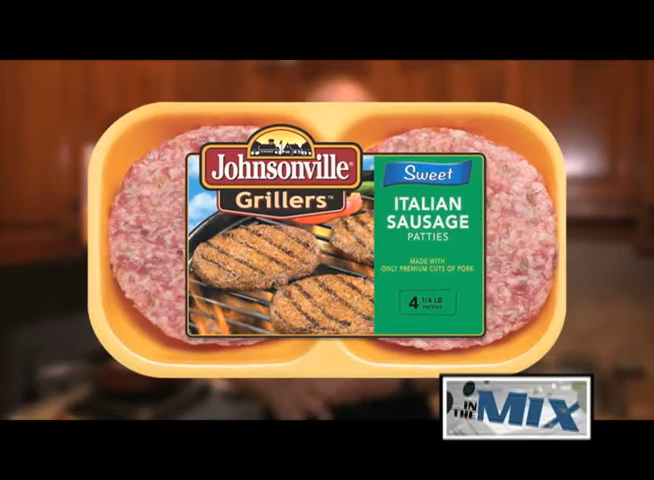 Johnsonville
Grillers™
Sweet
ITALIAN
SAUSAGE
PATTIES
MADE WITH
ONLY PREMIUM CUTS OF PORK
4 1/4 LB
PATTIES
IN
THE MIX